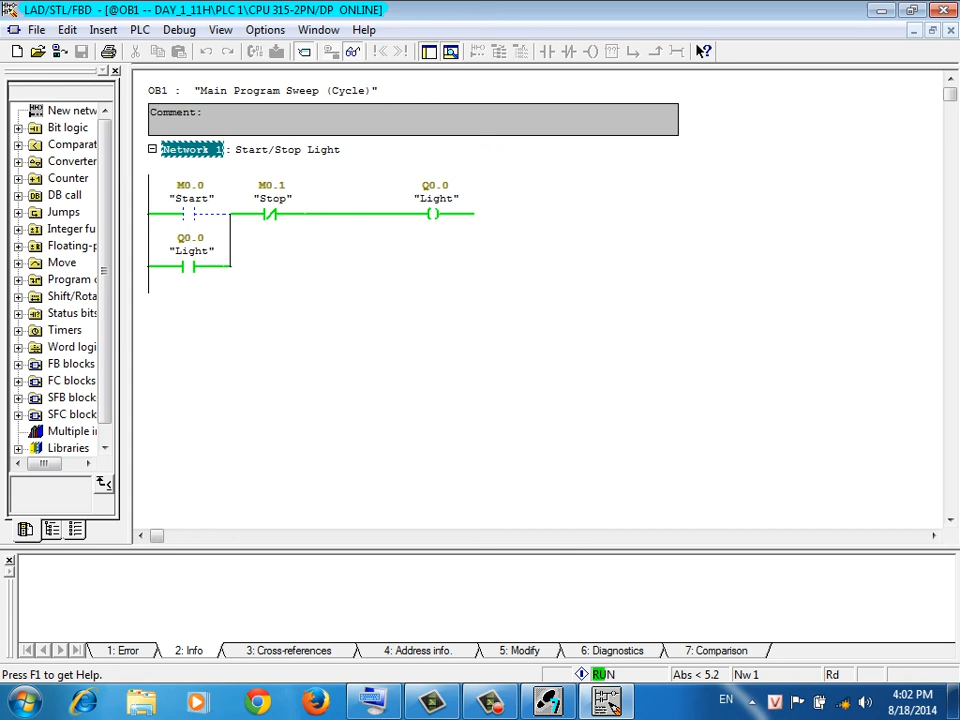 LAD/STL/FBD - [@OB1 -- DAY_1_11H\PLC 1\CPU 315-2PN/DP ONLINE]
File Edit Insert PLC Debug View Options Window Help
OB1 : "Main Program Sweep (Cycle)"
Comment:
Network 1: Start/Stop Light
M0.0 M0.1 Q0.0
"Start" "Stop" "Light"
Q0.0
"Light"
New netw
Bit logic
Comparat
Converter
Counter
DB call
Jumps
Integer fu
Floating-p
Move
Program c
Shift/Rota
Status bits
Timers
Word logi
FB blocks
FC blocks
SFB block
SFC block
Multiple in
Libraries
1: Error 2: Info 3: Cross-references 4: Address info. 5: Modify 6: Diagnostics 7: Comparison
Press F1 to get Help. RUN Abs < 5.2 Nw 1 Rd
EN
4:02 PM
8/18/2014